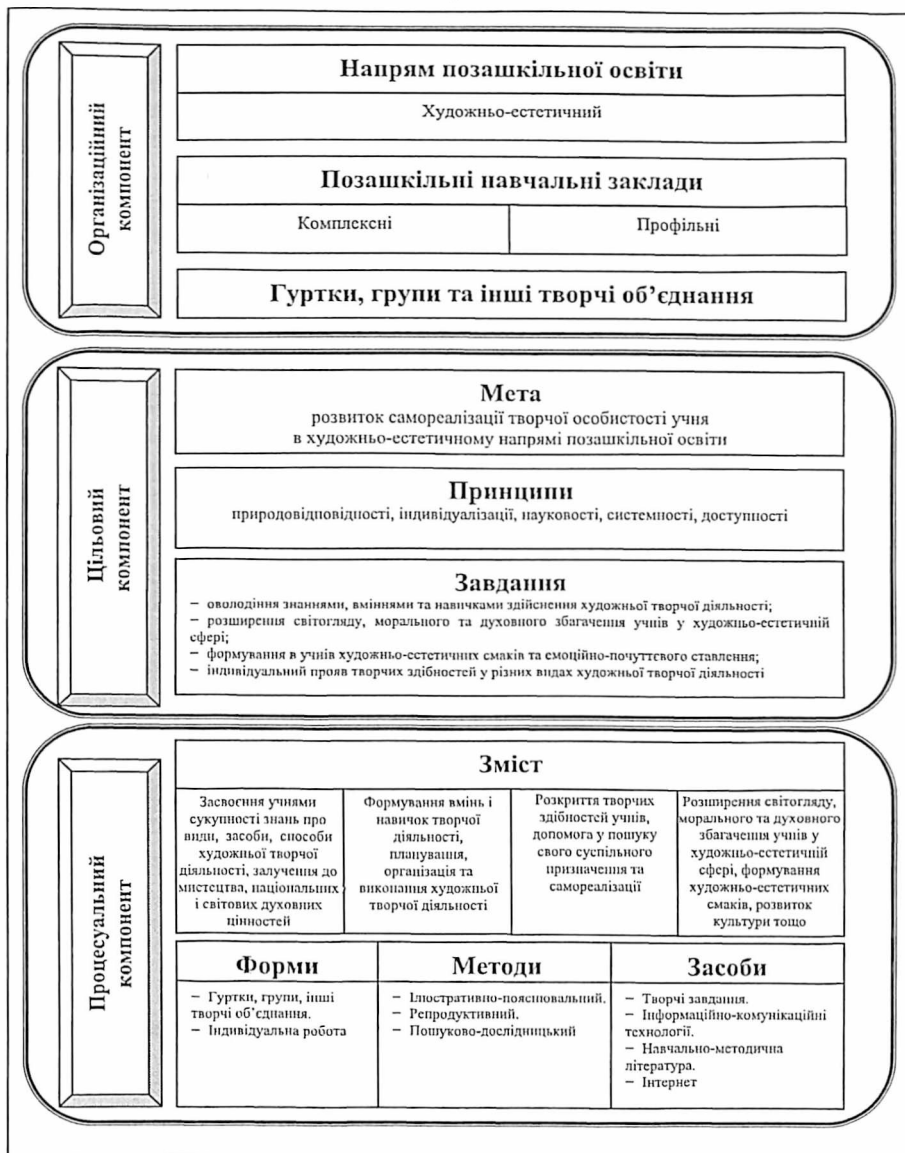 Організаційний
компонент
Напрям позашкільної освіти
Художньо-естетичний
Позашкільні навчальні заклади
Комплексні
Профільні
Гуртки, групи та інші творчі об’єднання
Цільовий
компонент
Мета
розвиток самореалізації творчої особистості учня
в художньо-естетичному напрямі позашкільної освіти
Принципи
природовідповідності, індивідуалізації, науковості, системності, доступності
Завдання
– оволодіння знаннями, вміннями та навичками здійснення художньої творчої діяльності;
– розширення світогляду, морального та духовного збагачення учнів у художньо-естетичній
сфері;
– формування в учнів художньо-естетичних смаків та емоційно-почуттєвого ставлення;
– індивідуальний прояв творчих здібностей у різних видах художньої творчої діяльності
Процесуальний
компонент
Зміст
Засвоєння учнями
сукупності знань про
види, засоби, способи
художньої творчої
діяльності, залучення до
мистецтва, національних
і світових духовних
цінностей
Формування вмінь і
навичок творчої
діяльності,
планування,
організація та
виконання художньої
творчої діяльності
Розкриття творчих
здібностей учнів,
допомога у пошуку
свого суспільного
призначення та
самореалізації
Розширення світогляду,
морального та духовного
збагачення учнів у
художньо-естетичній
сфері, формування
художньо-естетичних
смаків, розвиток
культури тощо
Форми
– Гуртки, групи, інші
творчі об’єднання.
– Індивідуальна робота
Методи
– Ілюстративно-пояснювальний.
– Репродуктивний.
– Пошуково-дослідницький
Засоби
– Творчі завдання.
– Інформаційно-комунікаційні
технології.
– Навчально-методична
література.
– Інтернет